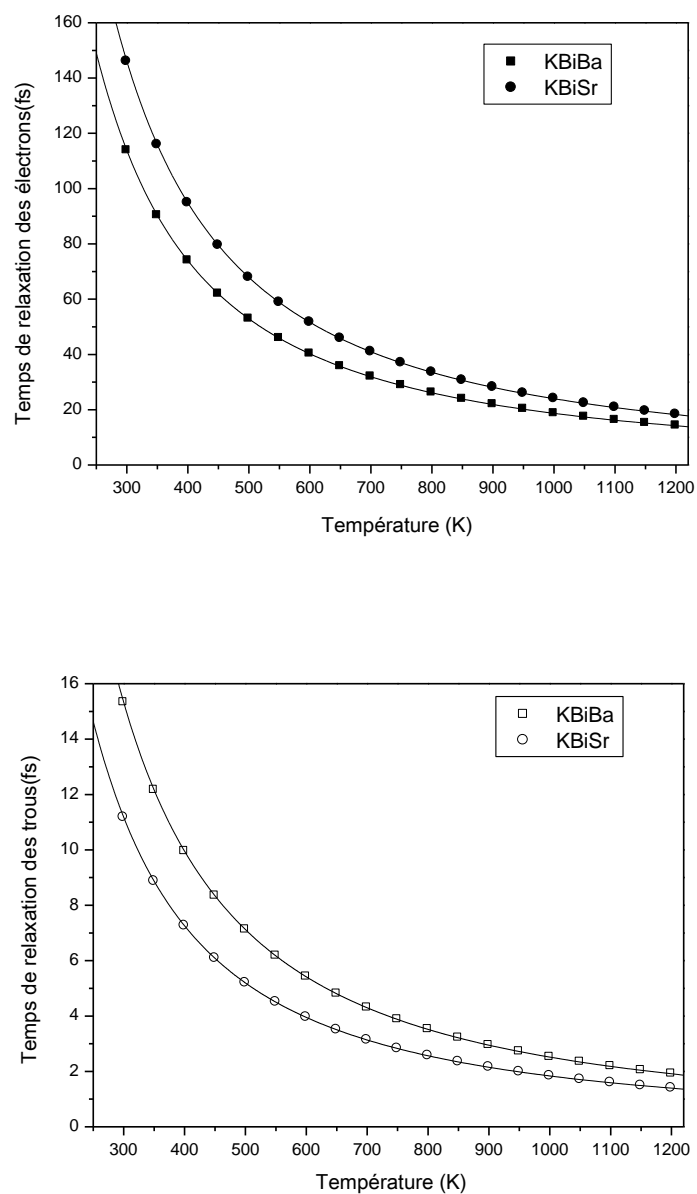 160
140
120
100
80
60
40
20
0
Temps de relaxation des électrons(fs)
KBiBa
KBiSr
300 400 500 600 700 800 900 1000 1100 1200
Température (K)
16
14
12
10
8
6
4
2
0
Temps de relaxation des trous(fs)
KBiBa
KBiSr
300 400 500 600 700 800 900 1000 1100 1200
Température (K)